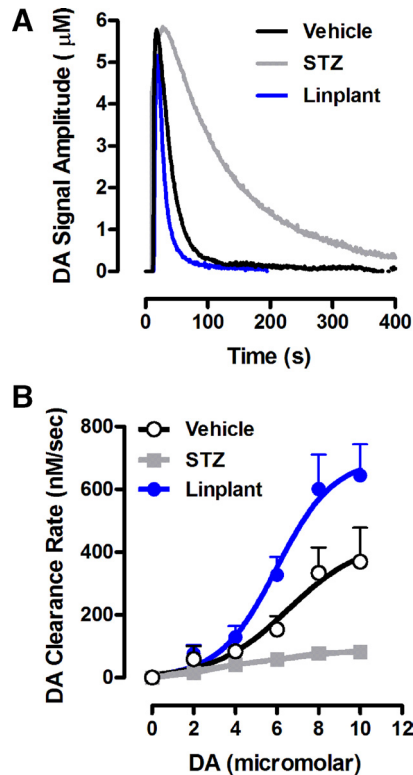 A
DA Signal Amplitude ( μM)
6
5
4
3
2
1
0
Vehicle
STZ
Linplant
0 100 200 300 400
Time (s)
B
DA Clearance Rate (nM/sec)
800
600
400
200
0
Vehicle
STZ
Linplant
0 2 4 6 8 10 12
DA (micromolar)